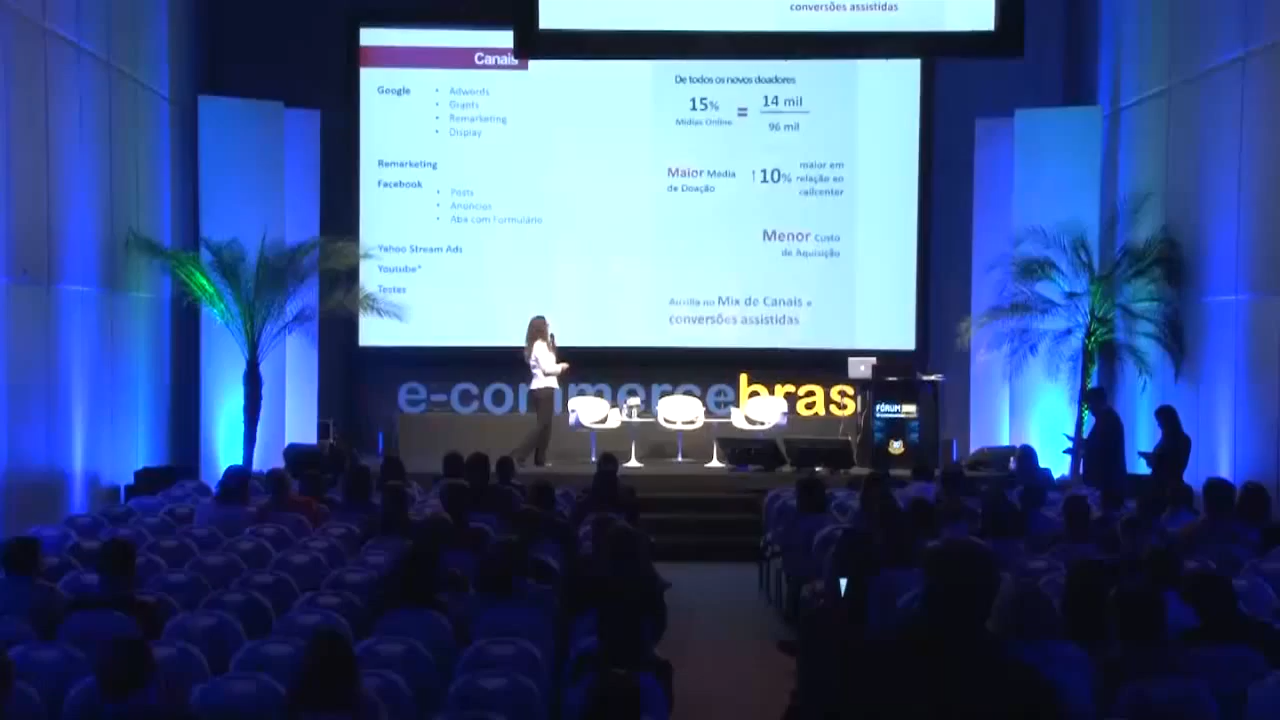 conversões assistidas
Canais
Google
• Adwords
• Grants
• Remarketing
• Display
Remarketing
Facebook
• Posts
• Anúncios
• Aba com Formulário
Yahoo Stream Ads
Youtube*
Testes
De todos os novos doadores
15% = 14 mil
Mídias Online 96 mil
Maior Média
de Doação
↑10% maior em
relação ao
callcenter
Menor Custo
de Aquisição
Auxilia no Mix de Canais e
conversões assistidas
e-commercebras
FÓRUM